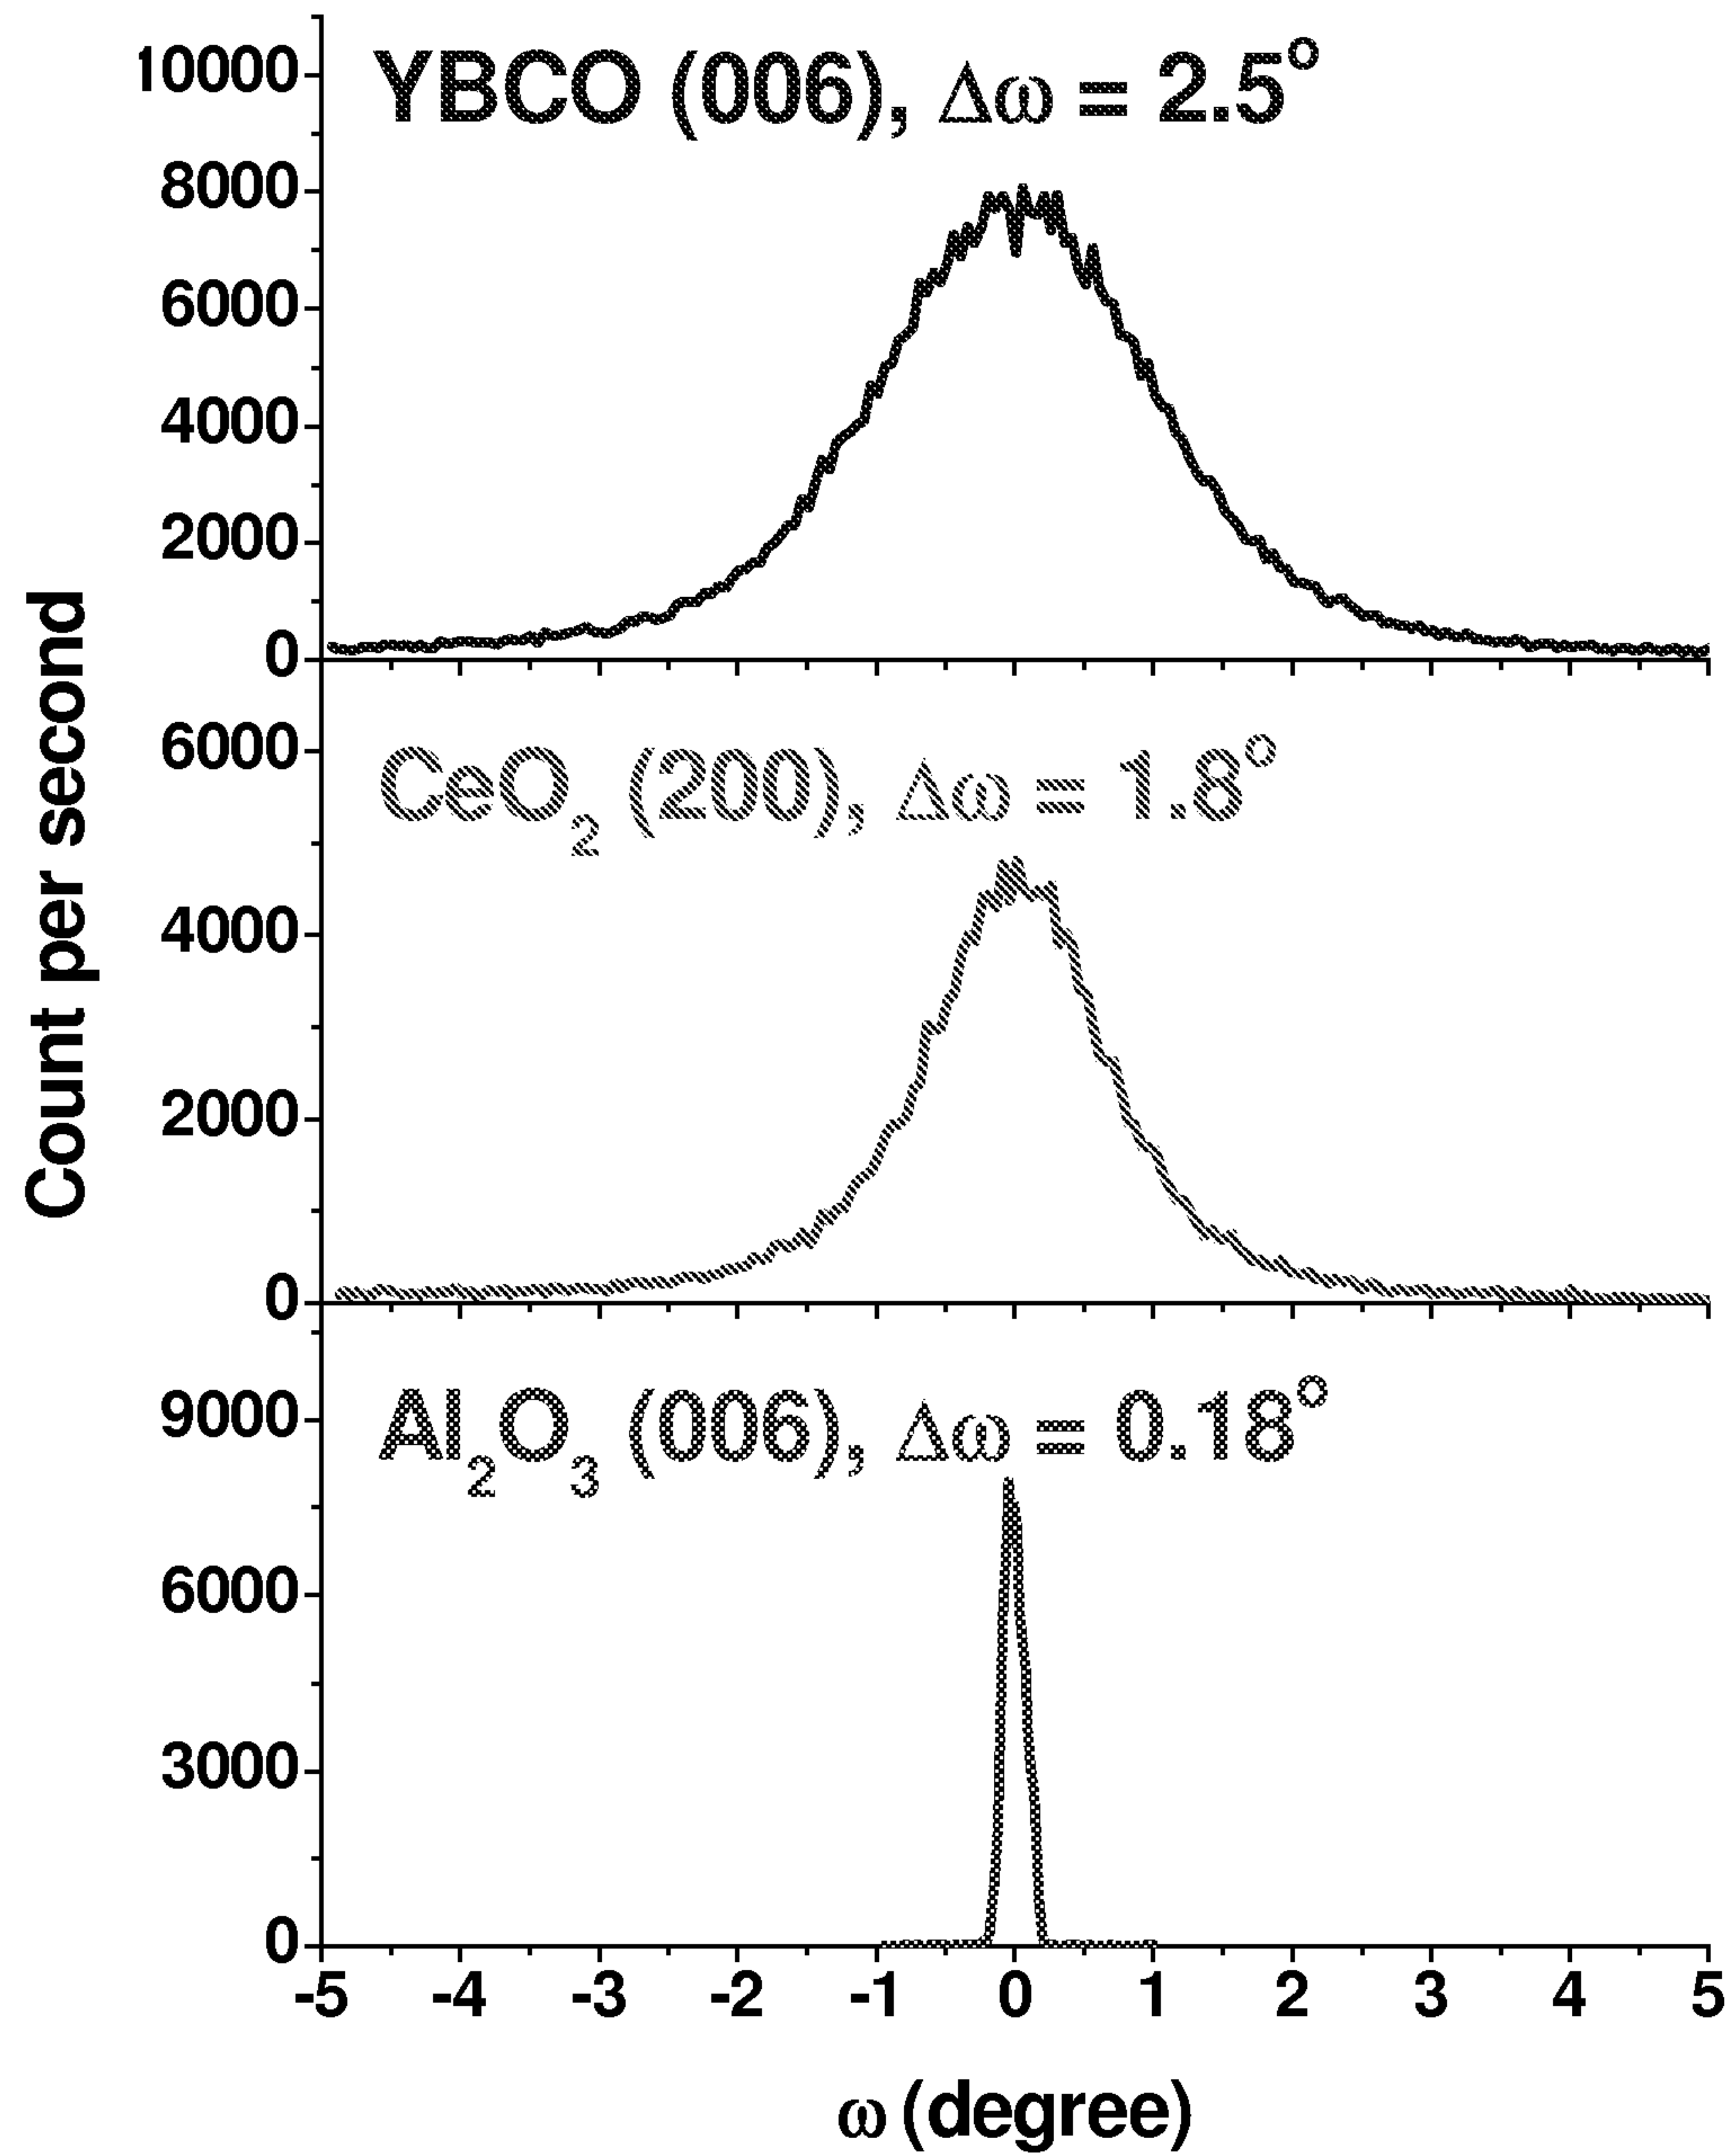 YBCO (006), Δω = 2.5°
10000
8000
6000
4000
2000
0
CeO₂ (200), Δω = 1.8°
6000
4000
2000
0
Al₂O₃ (006), Δω = 0.18°
9000
6000
3000
0
Count per second
-5 -4 -3 -2 -1 0 1 2 3 4 5
ω (degree)